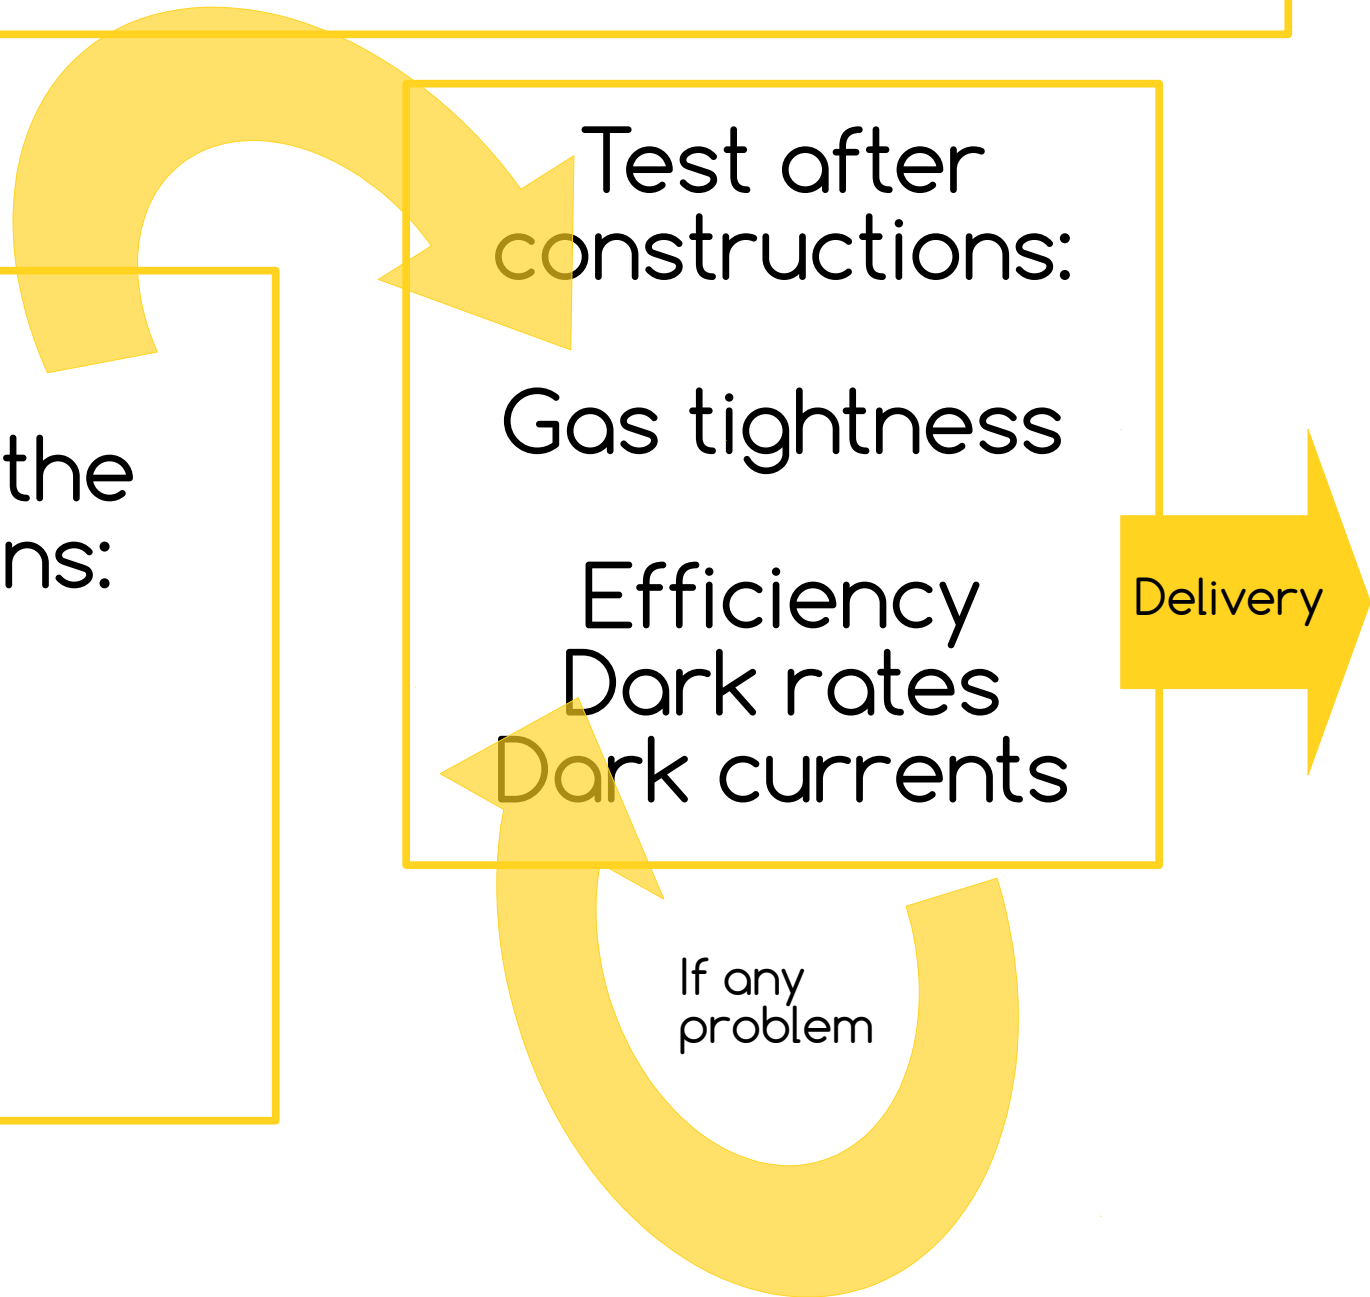 the
ns:
Test after
constructions:
Gas tightness
Efficiency
Dark rates
Dark currents
Delivery
If any
problem